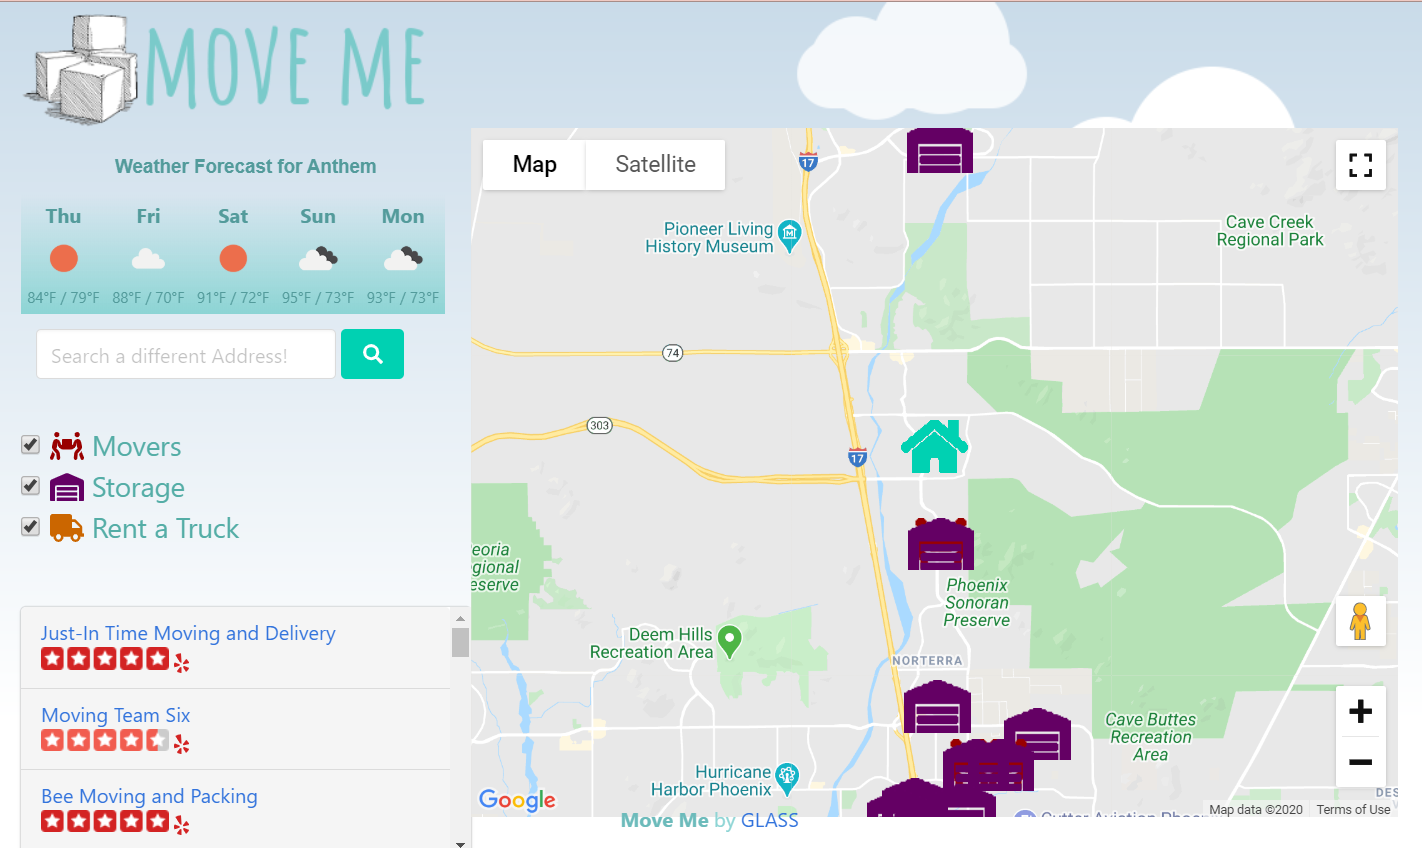 MOVE ME
Weather Forecast for Anthem
Thu Fri Sat Sun Mon
84°F / 79°F 88°F / 70°F 91°F / 72°F 95°F / 73°F 93°F / 73°F
Search a different Address!
Movers
Storage
Rent a Truck
Just-In Time Moving and Delivery
Moving Team Six
Bee Moving and Packing
Map Satellite
17
Pioneer Living
History Museum
Cave Creek
Regional Park
74
303
17
eoria
egional
eserve
Phoenix
Sonoran
Preserve
Deem Hills
Recreation Area
NORTERRA
Cave Buttes
Recreation
Area
Hurricane
Harbor Phoenix
DES
Google
Map data ©2020 Terms of Use
Move Me by GLASS